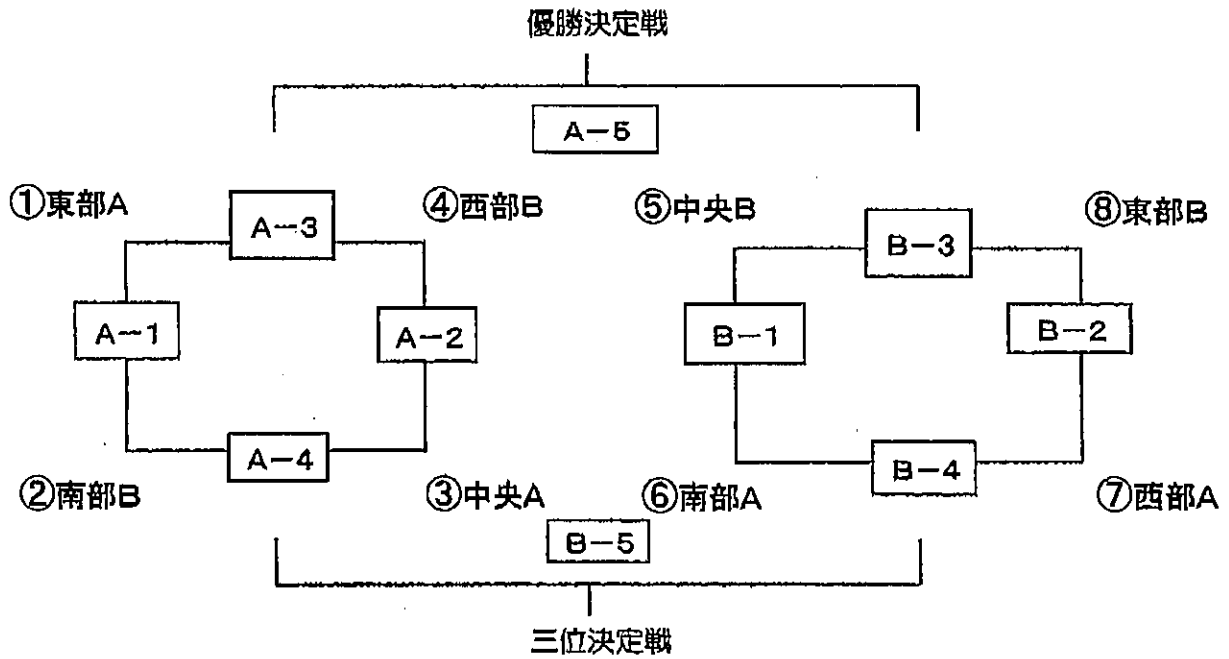 優勝決定戦
A-5
①東部A
A-3
④西部B
⑤中央B
B-3
⑧東部B
A-1
A-2
B-1
B-2
A-4
B-4
②南部B
③中央A
⑥南部A
⑦西部A
B-5
三位決定戦